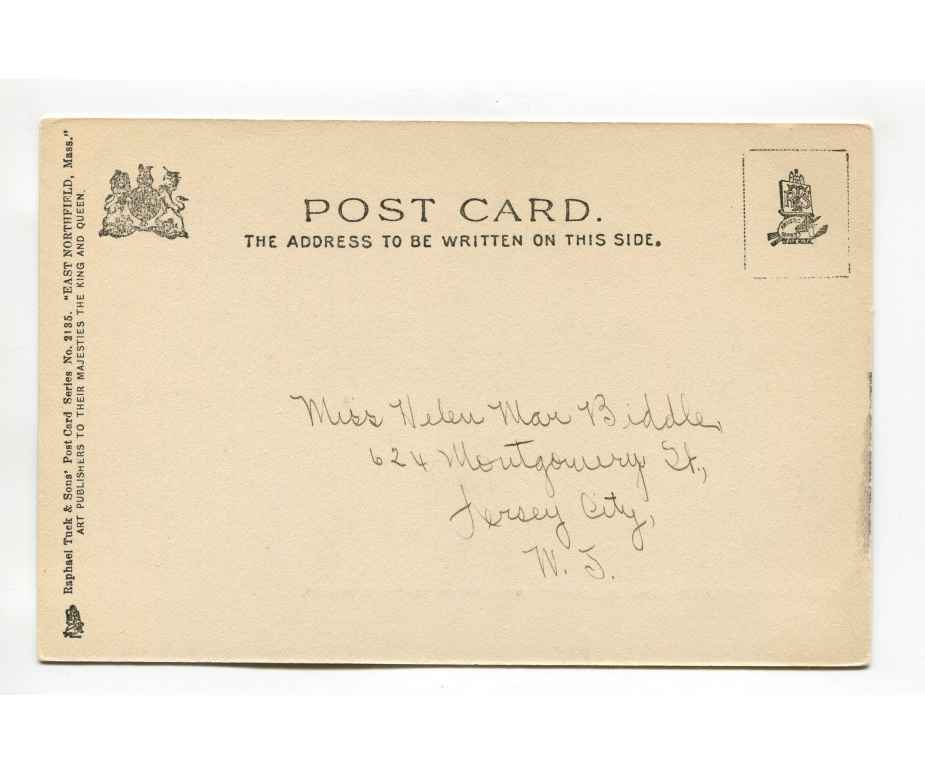 Raphael Tuck & Sons' Post Card Series No. 2135. "EAST NORTHFIELD, Mass."
ART PUBLISHERS TO THEIR MAJESTIES THE KING AND QUEEN.
POST CARD.
THE ADDRESS TO BE WRITTEN ON THIS SIDE.
Miss Helen Mar Biddle,
624 Montgomery St.,
Jersey City,
N. J.